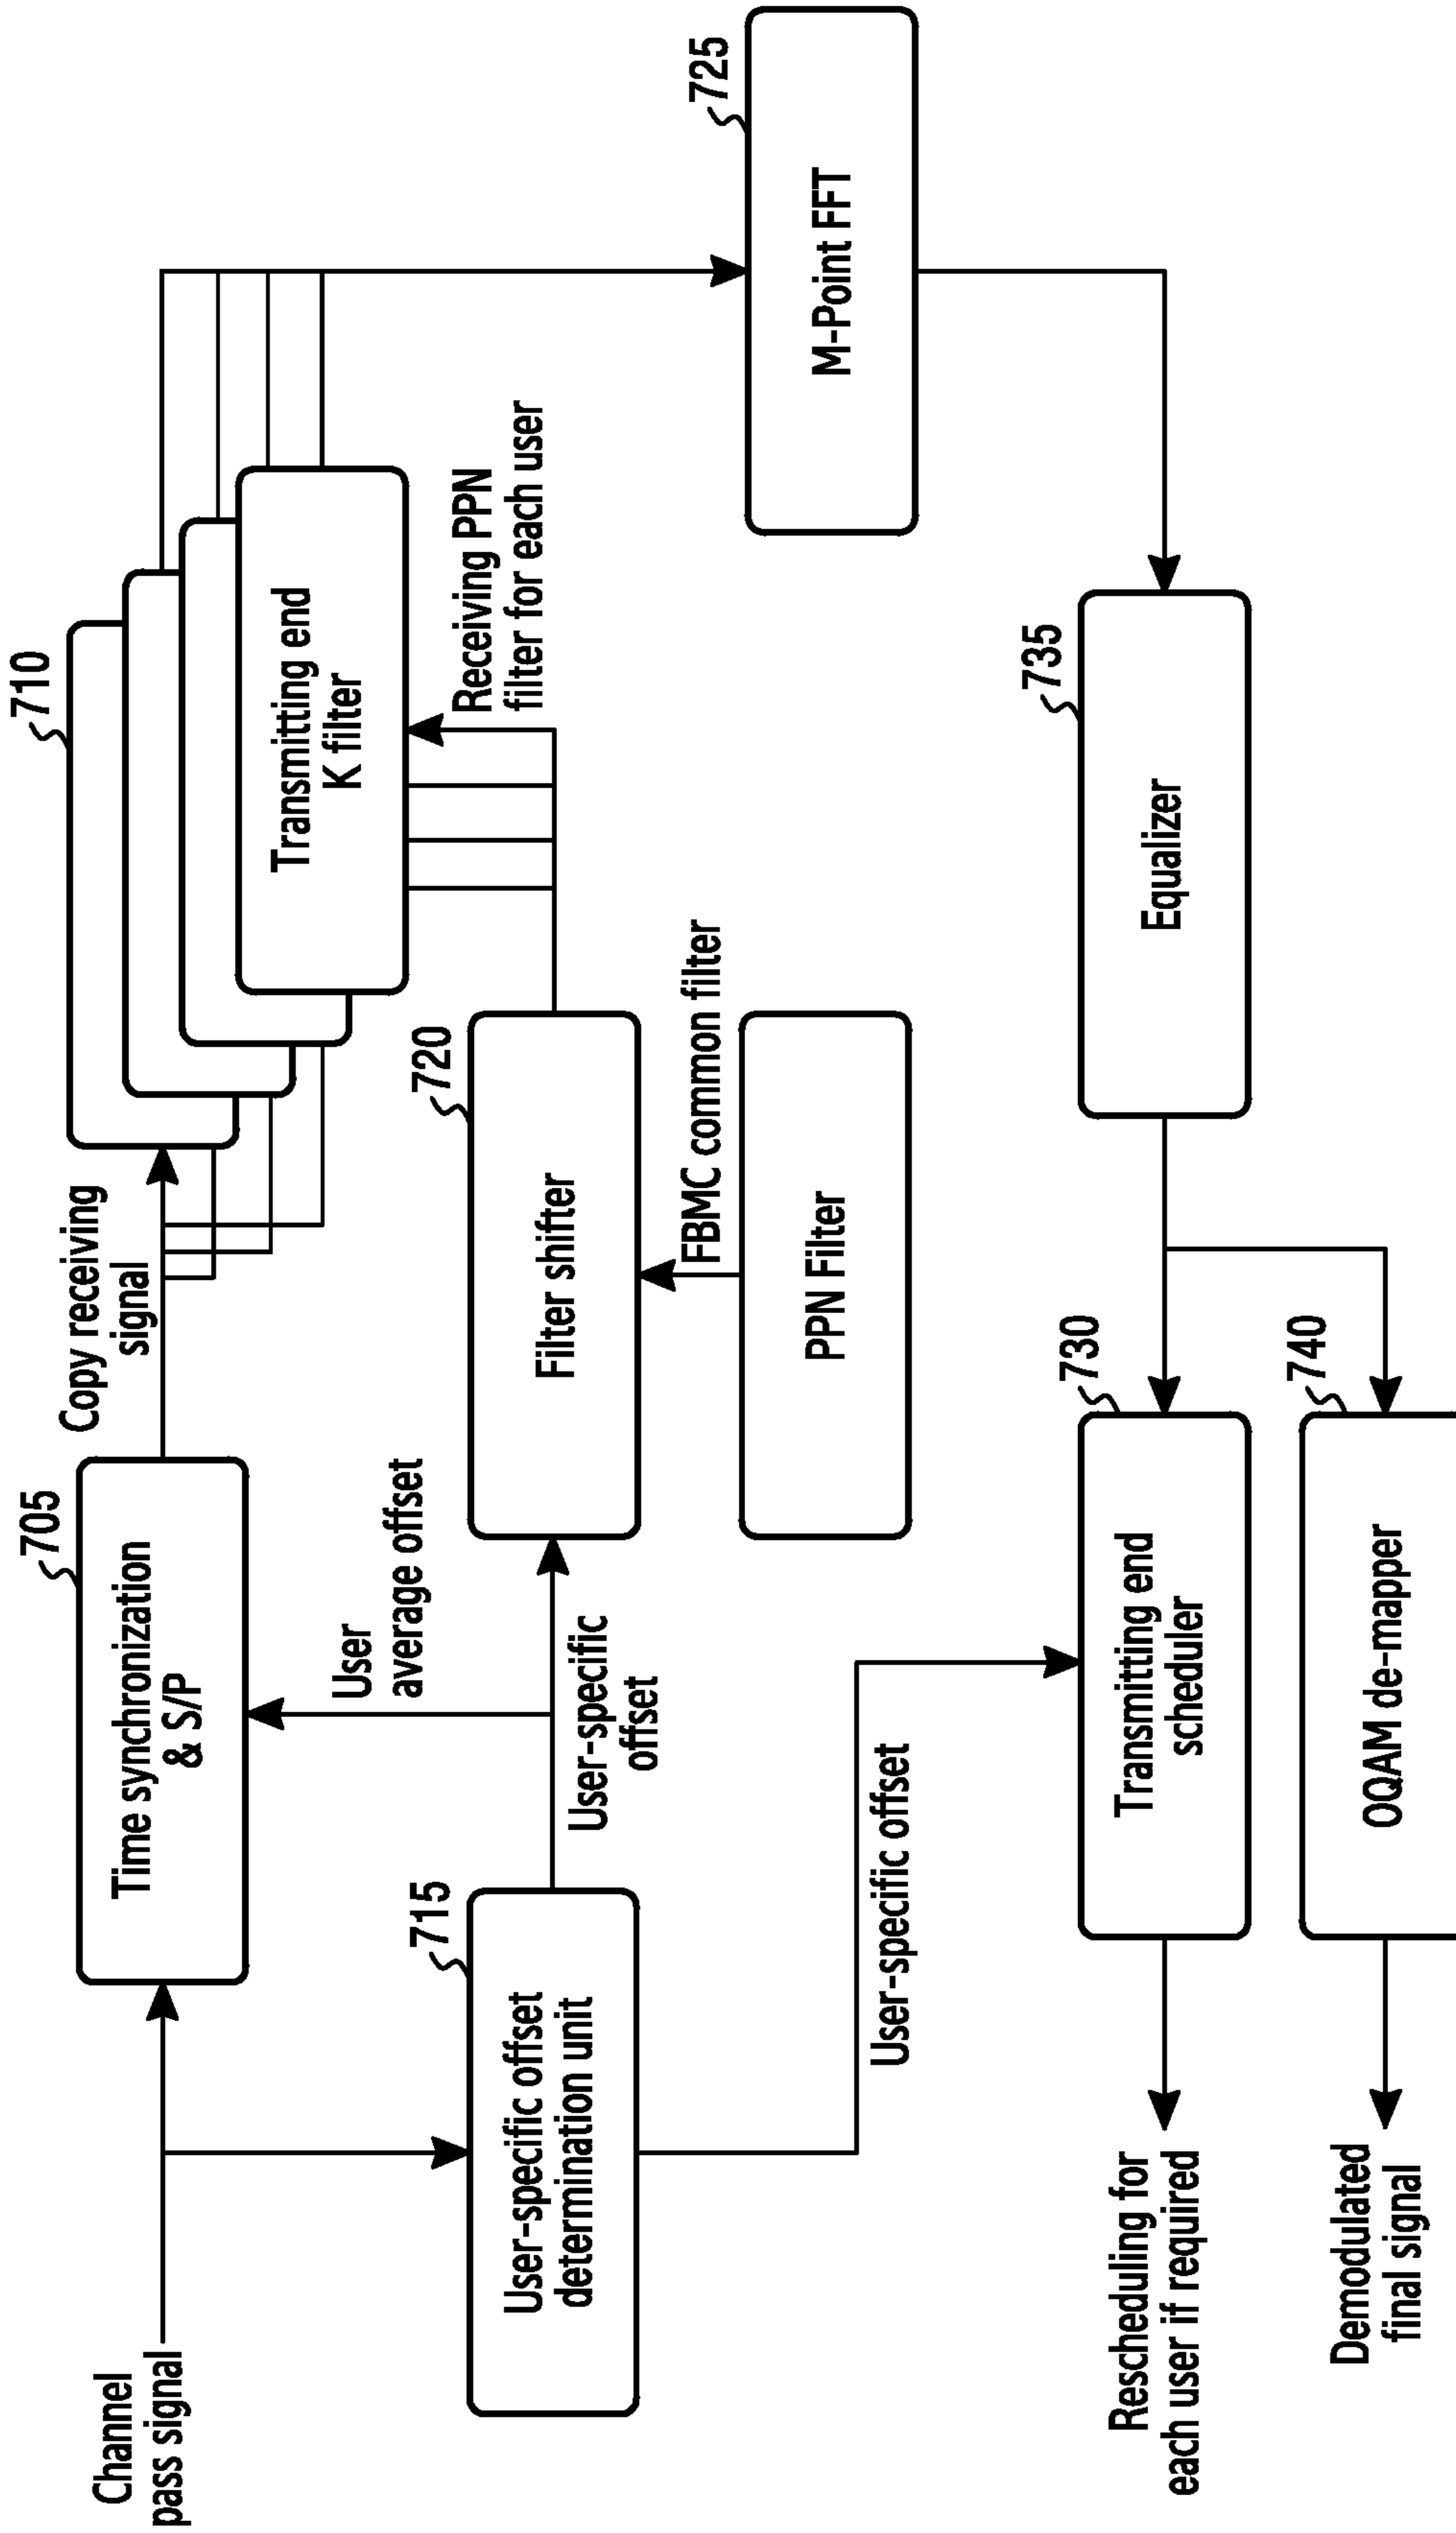 Channel
pass signal
705
Time synchronization
& S/P
Copy receiving
signal
710
Transmitting end
K filter
User
average offset
Receiving PPN
filter for each user
715
User-specific offset
determination unit
User-specific
offset
720
Filter shifter
FBMC common filter
PPN Filter
725
M-Point FFT
User-specific offset
Rescheduling for
each user if required
730
Transmitting end
scheduler
735
Equalizer
Demodulated
final signal
740
OQAM de-mapper